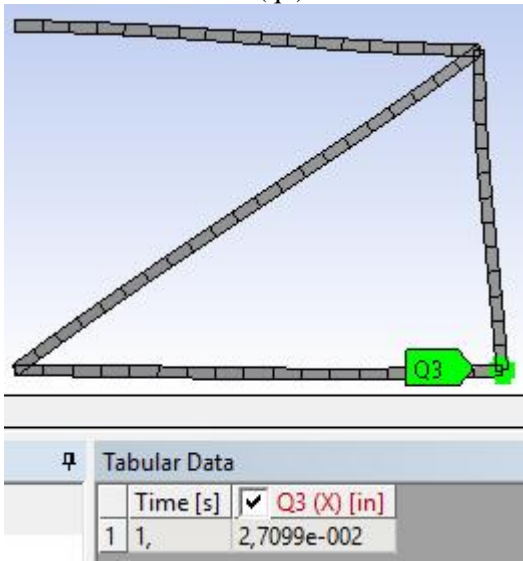 Q3
Tabular Data
Time [s] Q3 (X) [in]
1 1, 2,7099e-002